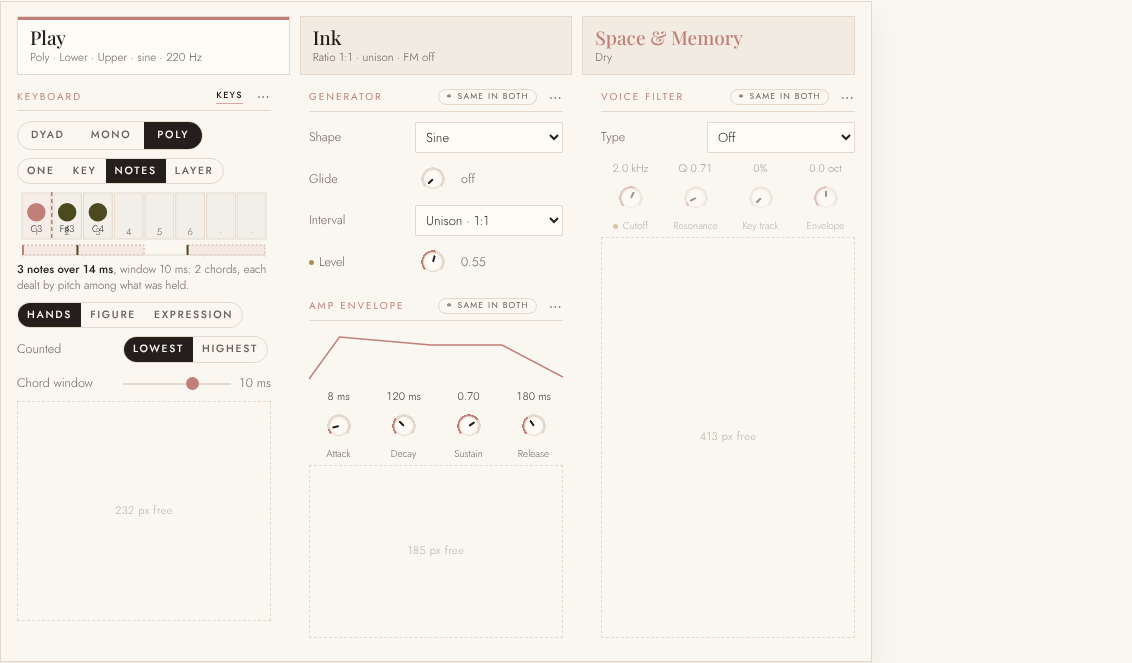 Play
Poly · Lower · Upper · sine · 220 Hz
Ink
Ratio 1:1 · unison · FM off
Space & Memory
Dry
KEYBOARD
KEYS
...
DYAD MONO POLY
ONE KEY NOTES LAYER
G3 F#3 C4 4 5 6 · ·
3 notes over 14 ms, window 10 ms: 2 chords, each
dealt by pitch among what was held.
HANDS FIGURE EXPRESSION
Counted LOWEST HIGHEST
Chord window 10 ms
232 px free
GENERATOR SAME IN BOTH ...
Shape Sine
Glide off
Interval Unison · 1:1
Level 0.55
AMP ENVELOPE SAME IN BOTH ...
8 ms 120 ms 0.70 180 ms
Attack Decay Sustain Release
185 px free
VOICE FILTER SAME IN BOTH ...
Type Off
2.0 kHz Q 0.71 0% 0.0 oct
Cutoff Resonance Key track Envelope
413 px free